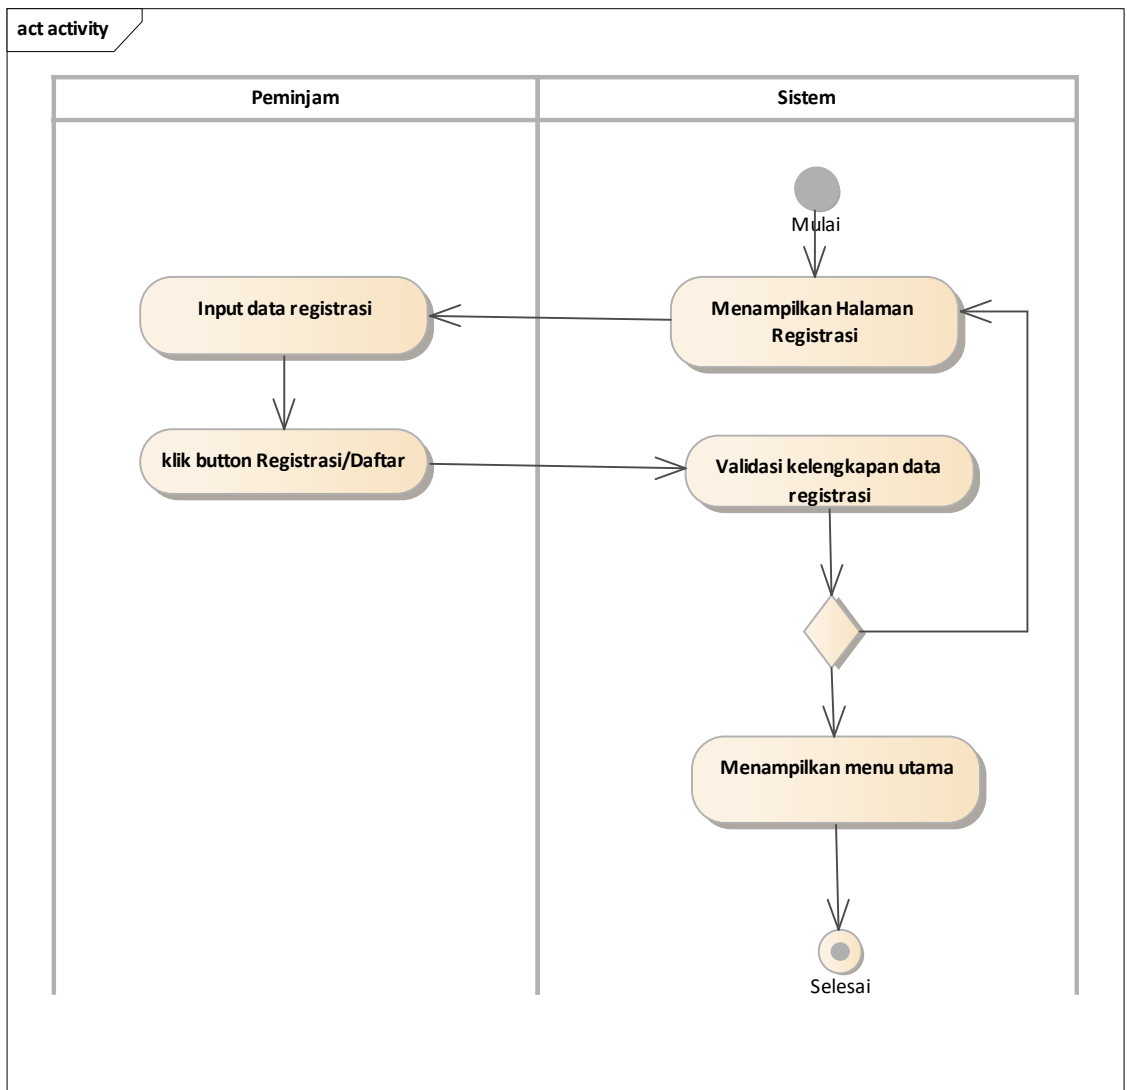 act activity
Peminjam
Sistem
Mulai
Input data registrasi
Menampilkan Halaman
Registrasi
klik button Registrasi/Daftar
Validasi kelengkapan data
registrasi
Menampilkan menu utama
Selesai